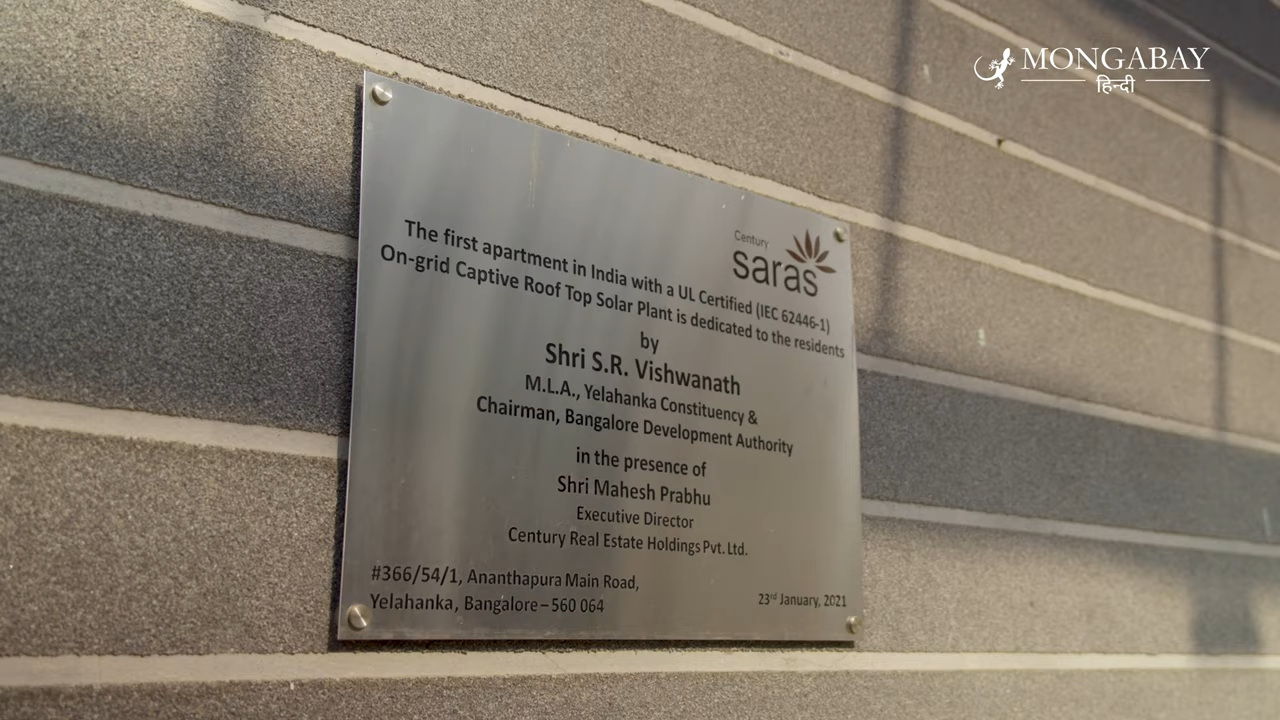 MONGABAY
हिन्दी
Century
saras
The first apartment in India with a UL Certified (IEC 62446-1)
On-grid Captive Roof Top Solar Plant is dedicated to the residents
by
Shri S.R. Vishwanath
M.L.A., Yelahanka Constituency &
Chairman, Bangalore Development Authority
in the presence of
Shri Mahesh Prabhu
Executive Director
Century Real Estate Holdings Pvt. Ltd.
#366/54/1, Ananthapura Main Road,
Yelahanka, Bangalore – 560 064
23rd January, 2021